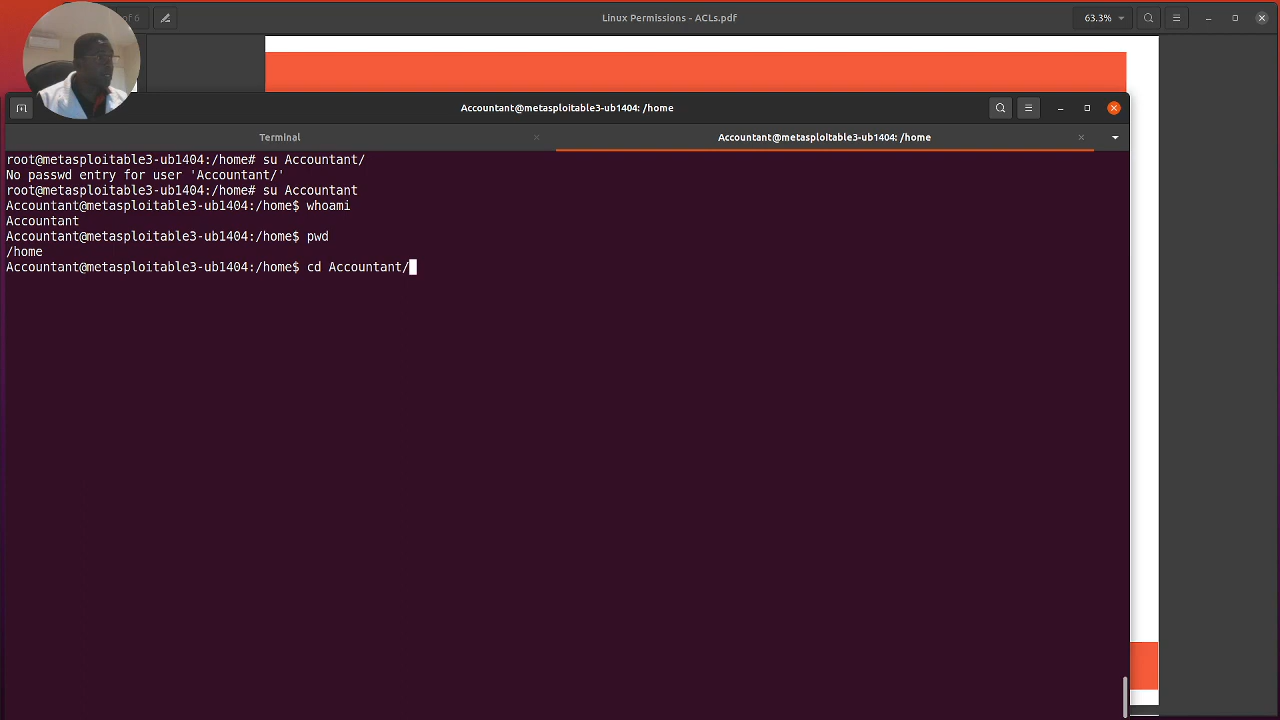 of 6
Linux Permissions - ACLs.pdf
63.3%
Accountant@metasploitable3-ub1404: /home
Terminal
Accountant@metasploitable3-ub1404: /home
root@metasploitable3-ub1404:/home# su Accountant/
No passwd entry for user 'Accountant/'
root@metasploitable3-ub1404:/home# su Accountant
Accountant@metasploitable3-ub1404:/home$ whoami
Accountant
Accountant@metasploitable3-ub1404:/home$ pwd
/home
Accountant@metasploitable3-ub1404:/home$ cd Accountant/